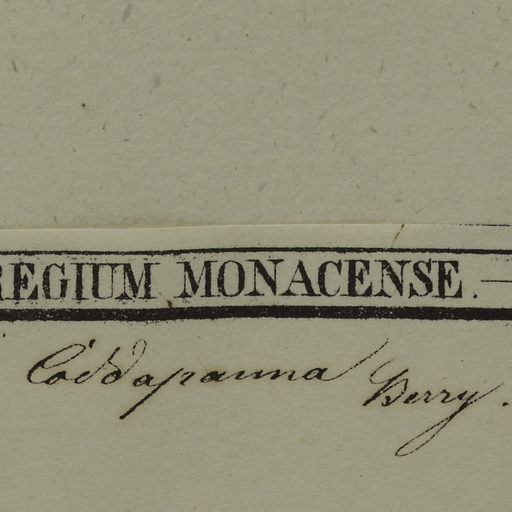 REGIUM MONACENSE.
Coddapanna Berry.